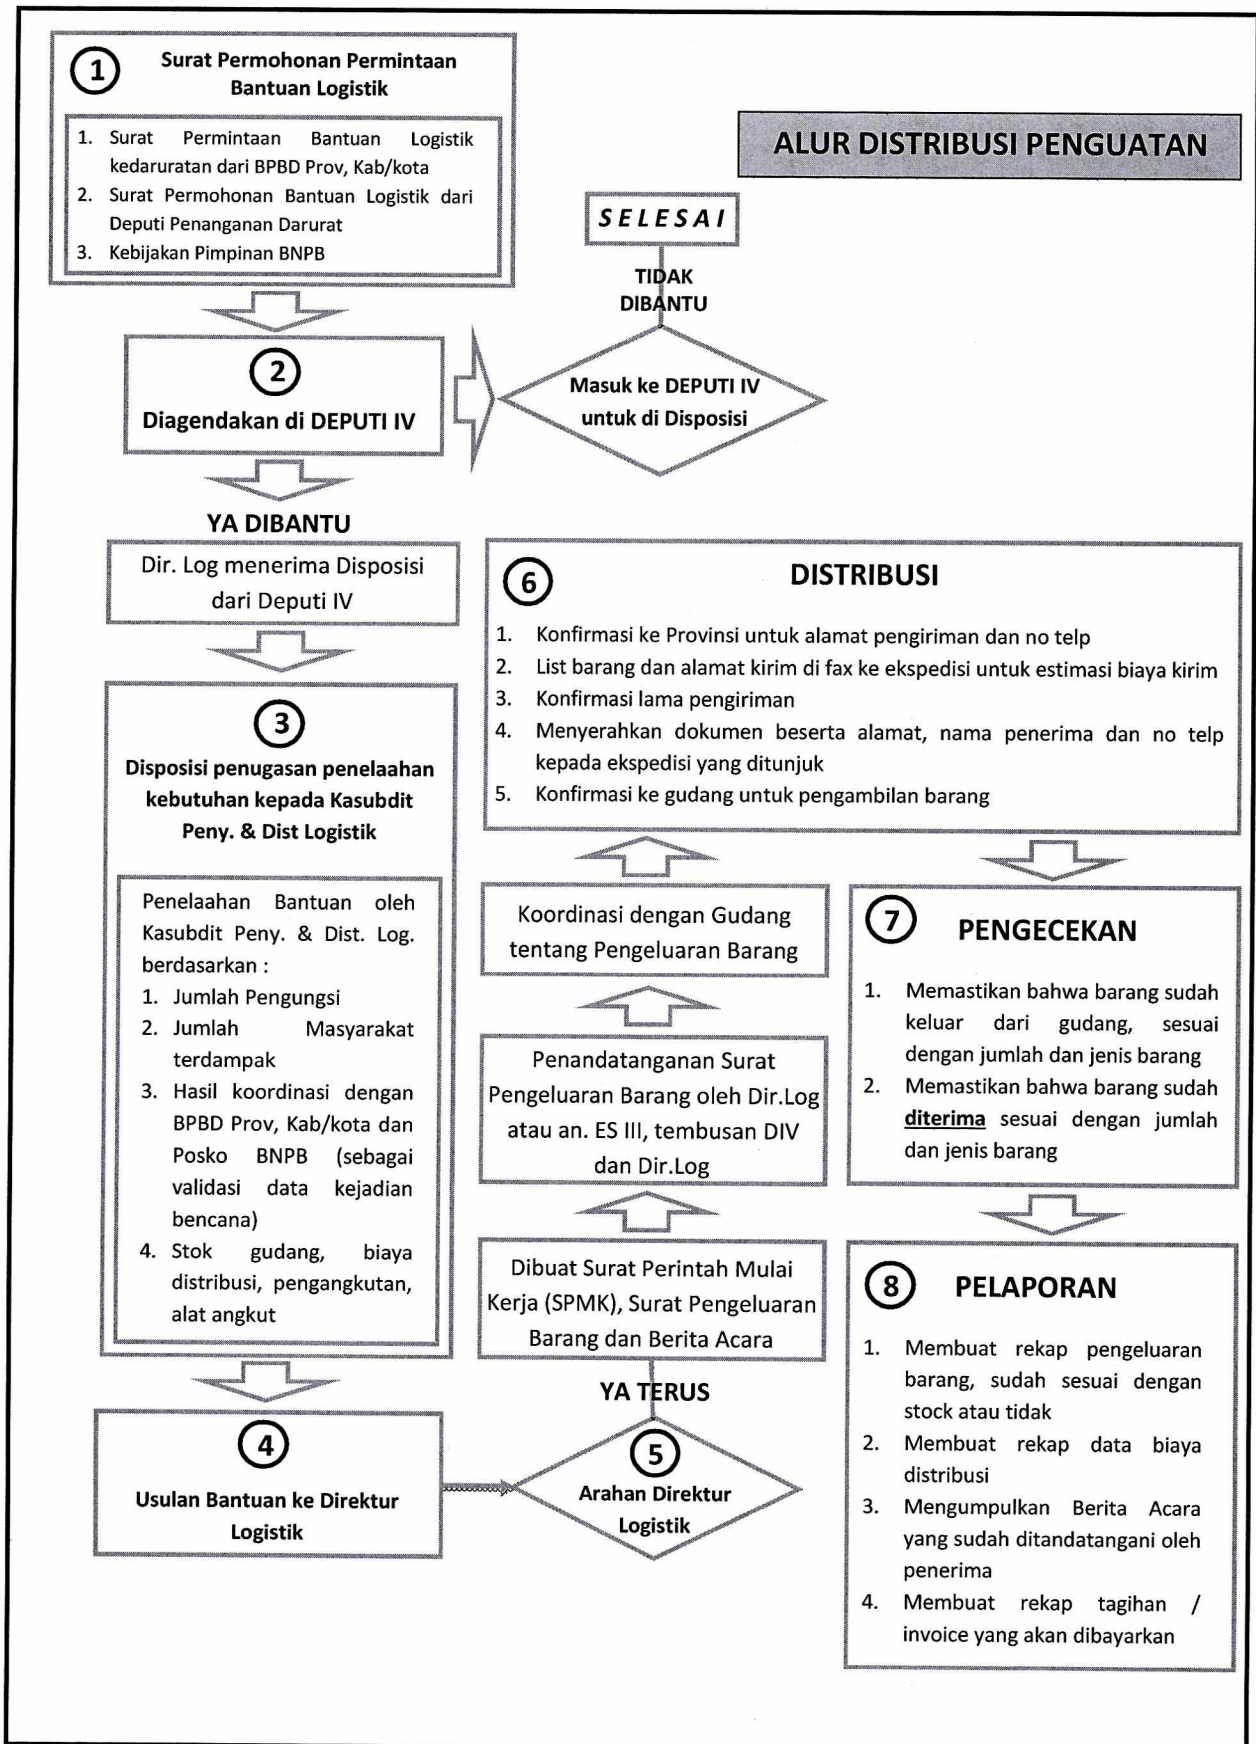 1
Surat Permohonan Permintaan
Bantuan Logistik
1. Surat Permintaan Bantuan Logistik
kedaruratan dari BPBD Prov, Kab/kota
2. Surat Permohonan Bantuan Logistik dari
Deputi Penanganan Darurat
3. Kebijakan Pimpinan BNPB
ALUR DISTRIBUSI PENGUATAN
SELESAI
TIDAK
DIBANTU
2
Diagendakan di DEPUTI IV
Masuk ke DEPUTI IV
untuk di Disposisi
YA DIBANTU
Dir. Log menerima Disposisi
dari Deputi IV
3
Disposisi penugasan penelaahan
kebutuhan kepada Kasubdit
Peny. & Dist Logistik
Penelaahan Bantuan oleh
Kasubdit Peny. & Dist. Log.
berdasarkan :
1. Jumlah Pengungsi
2. Jumlah Masyarakat
terdampak
3. Hasil koordinasi dengan
BPBD Prov, Kab/kota dan
Posko BNPB (sebagai
validasi data kejadian
bencana)
4. Stok gudang, biaya
distribusi, pengangkutan,
alat angkut
4
Usulan Bantuan ke Direktur
Logistik
5
Arahan Direktur
Logistik
YA TERUS
Dibuat Surat Perintah Mulai
Kerja (SPMK), Surat Pengeluaran
Barang dan Berita Acara
Penandatanganan Surat
Pengeluaran Barang oleh Dir.Log
atau an. ES III, tembusan DIV
dan Dir.Log
Koordinasi dengan Gudang
tentang Pengeluaran Barang
6
DISTRIBUSI
1. Konfirmasi ke Provinsi untuk alamat pengiriman dan no telp
2. List barang dan alamat kirim di fax ke ekspedisi untuk estimasi biaya kirim
3. Konfirmasi lama pengiriman
4. Menyerahkan dokumen beserta alamat, nama penerima dan no telp
kepada ekspedisi yang ditunjuk
5. Konfirmasi ke gudang untuk pengambilan barang
7
PENGECEKAN
1. Memastikan bahwa barang sudah
keluar dari gudang, sesuai
dengan jumlah dan jenis barang
2. Memastikan bahwa barang sudah
diterima sesuai dengan jumlah
dan jenis barang
8
PELAPORAN
1. Membuat rekap pengeluaran
barang, sudah sesuai dengan
stock atau tidak
2. Membuat rekap data biaya
distribusi
3. Mengumpulkan Berita Acara
yang sudah ditandatangani oleh
penerima
4. Membuat rekap tagihan /
invoice yang akan dibayarkan